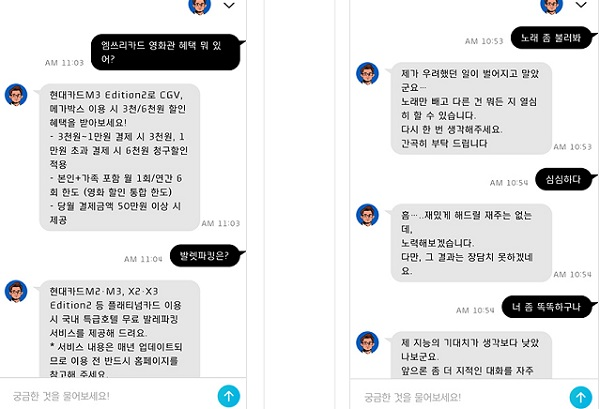 엠쓰리카드 영화관 혜택 뭐 있
어?
AM 11:03
현대카드M3 Edition2로 CGV,
메가박스 이용 시 3천/6천원 할인
혜택을 받아보세요!
- 3천원~1만원 결제 시 3천원, 1
만원 초과 결제 시 6천원 청구할인
적용
- 본인+가족 포함 월 1회/연간 6
회 한도 (영화 할인 통합 한도)
- 당월 결제금액 50만원 이상 시
제공
AM 11:03
AM 11:04
발렛파킹은?
현대카드M2·M3, X2·X3
Edition2 등 플래티넘카드 이용
시 국내 특급호텔 무료 발레파킹
서비스를 제공해 드려요.
* 서비스 내용은 매년 업데이트되
므로 이용 전 반드시 홈페이지를
참고해 주세요.
궁금한 것을 물어보세요!
AM 10:53
노래 좀 불러봐
제가 우려했던 일이 벌어지고 말았
군요…
노래만 빼고 다른 건 뭐든 지 열심
히 할 수 있습니다.
다시 한 번 생각해주세요.
간곡히 부탁 드립니다
AM 10:53
AM 10:54
심심하다
흠…..재밌게 해드릴 재주는 없는
데,
노력해보겠습니다.
다만, 그 결과는 장담치 못하겠네
요.
AM 10:54
AM 10:54
너 좀 똑똑하구나
제 지능의 기대치가 생각보다 낮았
나보군요.
앞으론 좀 더 지적인 대화를 자주
궁금한 것을 물어보세요!